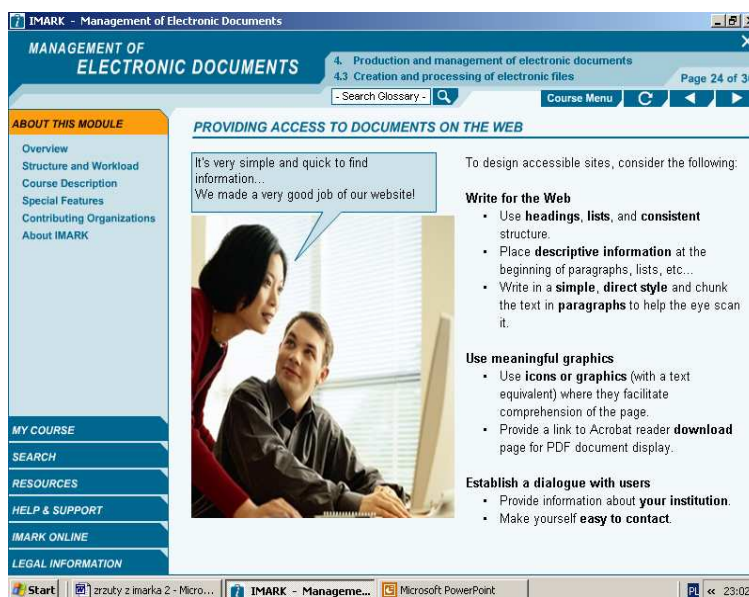 IMARK - Management of Electronic Documents
MANAGEMENT OF
ELECTRONIC DOCUMENTS
4. Production and management of electronic documents
4.3 Creation and processing of electronic files
Page 24 of
- Search Glossary -
Course Menu
ABOUT THIS MODULE
Overview
Structure and Workload
Course Description
Special Features
Contributing Organizations
About IMARK
MY COURSE
SEARCH
RESOURCES
HELP & SUPPORT
IMARK ONLINE
LEGAL INFORMATION
PROVIDING ACCESS TO DOCUMENTS ON THE WEB
It's very simple and quick to find
information...
We made a very good job of our website!
To design accessible sites, consider the following:
Write for the Web
• Use headings, lists, and consistent
structure.
• Place descriptive information at the
beginning of paragraphs, lists, etc...
• Write in a simple, direct style and chunk
the text in paragraphs to help the eye scan
it.
Use meaningful graphics
• Use icons or graphics (with a text
equivalent) where they facilitate
comprehension of the page.
• Provide a link to Acrobat reader download
page for PDF document display.
Establish a dialogue with users
• Provide information about your institution.
• Make yourself easy to contact.
Start
zrzuty z imarka 2 - Micro...
IMARK - Manageme...
Microsoft PowerPoint
PL
« 23:02